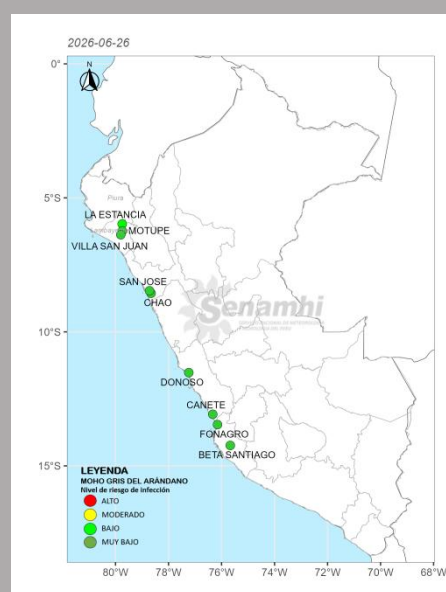 2026-06-26
N
0°
5°S
Piura
LA ESTANCIA
MOTUPE
VILLA SAN JUAN
SAN JOSE
CHAO
Senamhi
10°S
DONOSO
CANETE
FONAGRO
BETA SANTIAGO
15°S
LEYENDA
MOHO GRIS DEL ARÁNDANO
Nivel de riesgo de infección
ALTO
MODERADO
BAJO
MUY BAJO
80°W 78°W 76°W 74°W 72°W 70°W 68°W